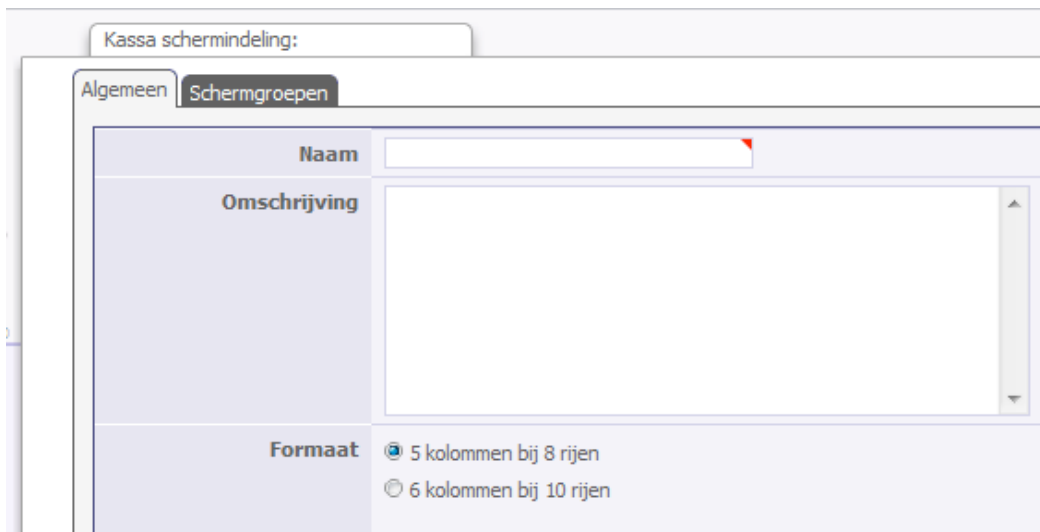 Kassa schermindeling:
Algemeen Schermgroepen
Naam
Omschrijving
Formaat 5 kolommen bij 8 rijen
6 kolommen bij 10 rijen